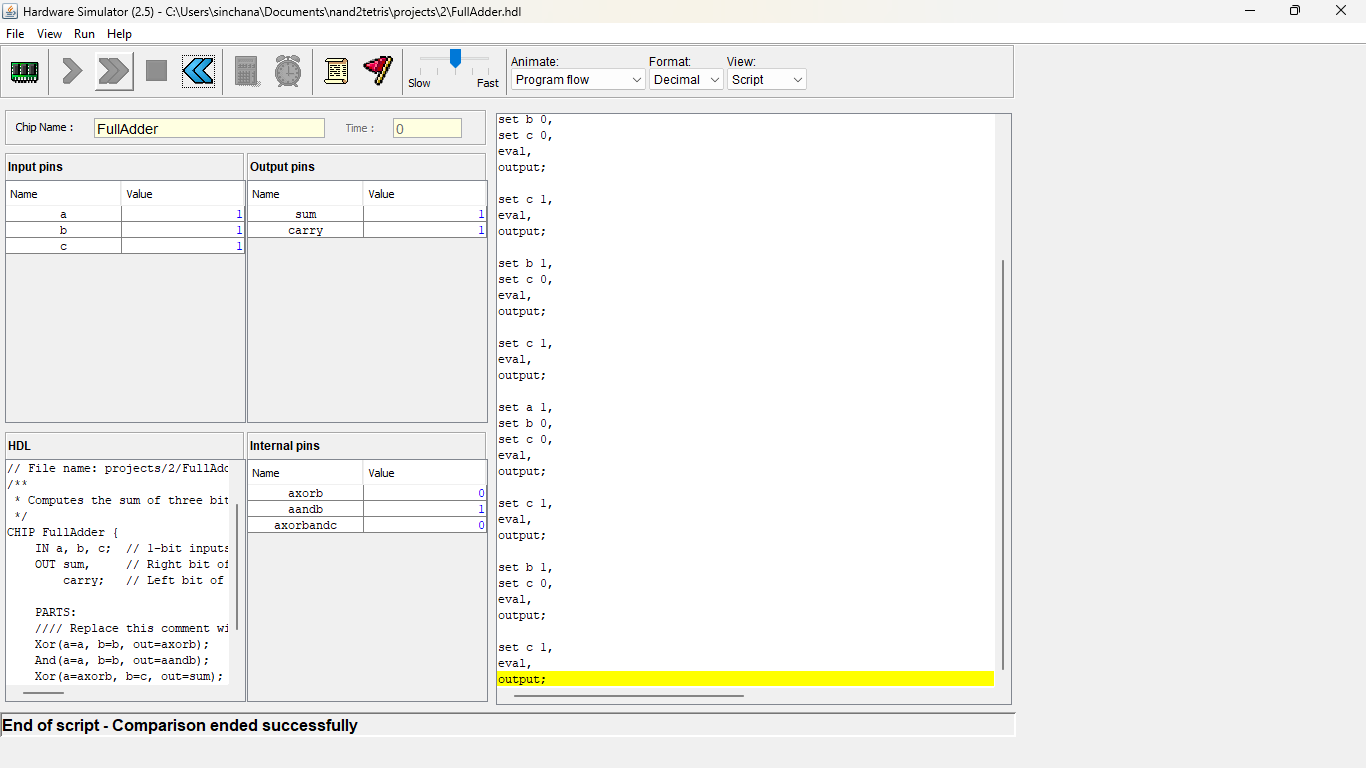 Hardware Simulator (2.5) - C:\Users\sinchana\Documents\nand2tetris\projects\2\FullAdder.hdl
File View Run Help
Slow Fast
Animate: Format: View:
Program flow Decimal Script
Chip Name : FullAdder Time : 0
Input pins
Name Value
a 1
b 1
c 1
Output pins
Name Value
sum 1
carry 1
HDL
// File name: projects/2/FullAdd
/**
* Computes the sum of three bit
*/
CHIP FullAdder {
IN a, b, c; // 1-bit inputs
OUT sum, // Right bit of
carry; // Left bit of
PARTS:
//// Replace this comment wi
Xor(a=a, b=b, out=axorb);
And(a=a, b=b, out=aandb);
Xor(a=axorb, b=c, out=sum);
Internal pins
Name Value
axorb 0
aandb 1
axorbandc 0
set b 0,
set c 0,
eval,
output;
set c 1,
eval,
output;
set b 1,
set c 0,
eval,
output;
set c 1,
eval,
output;
set a 1,
set b 0,
set c 0,
eval,
output;
set c 1,
eval,
output;
set b 1,
set c 0,
eval,
output;
set c 1,
eval,
output;
End of script - Comparison ended successfully